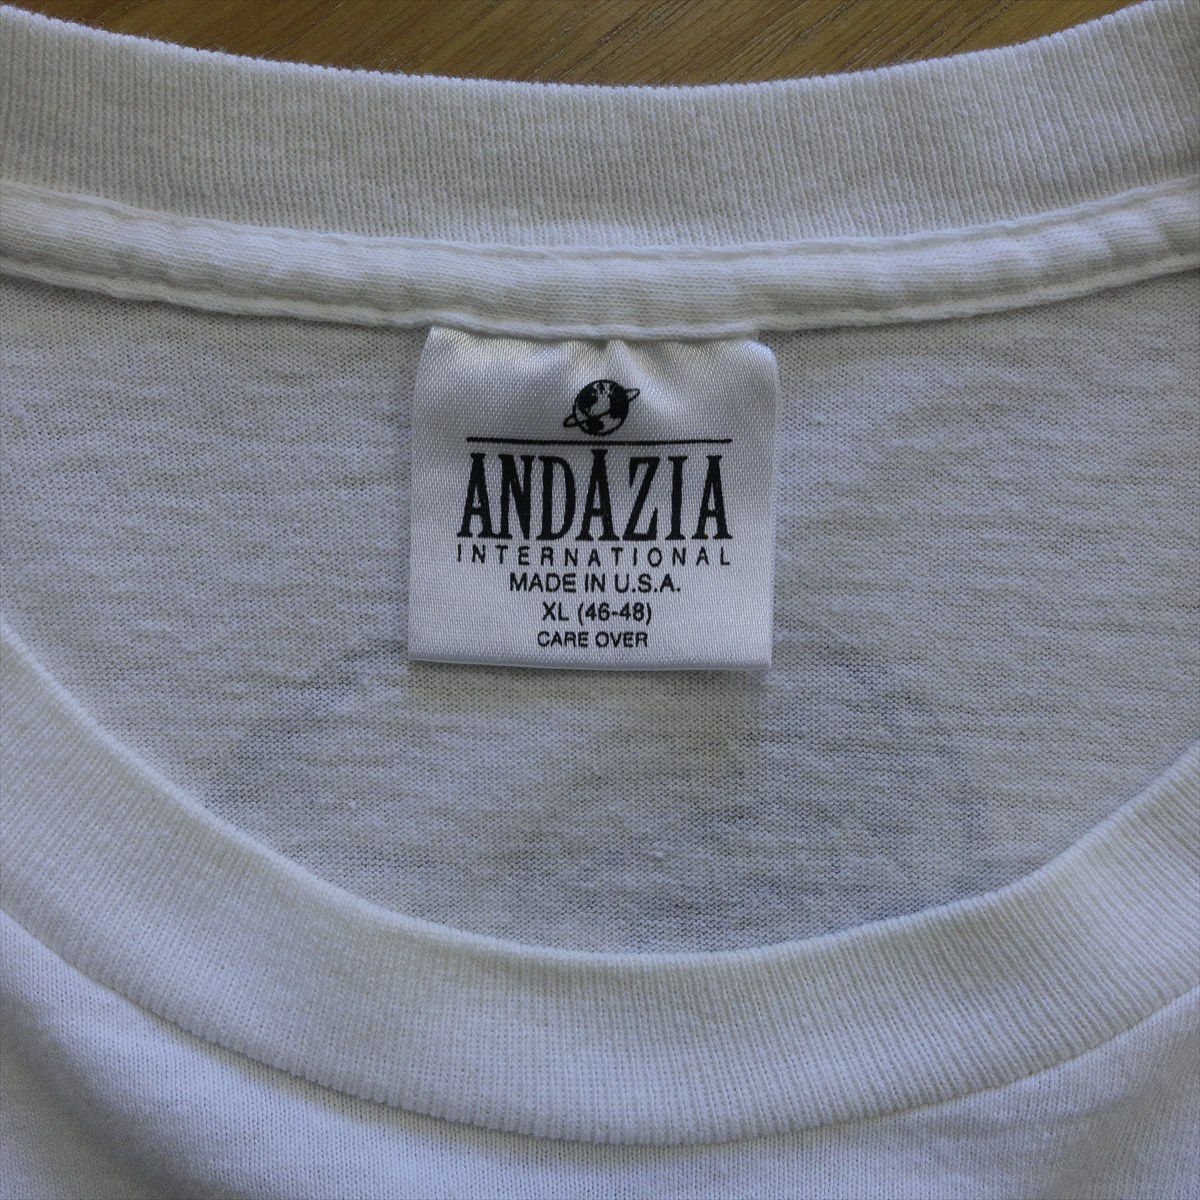 ANDAZIA
INTERNATIONAL
MADE IN U.S.A.
XL (46-48)
CARE OVER